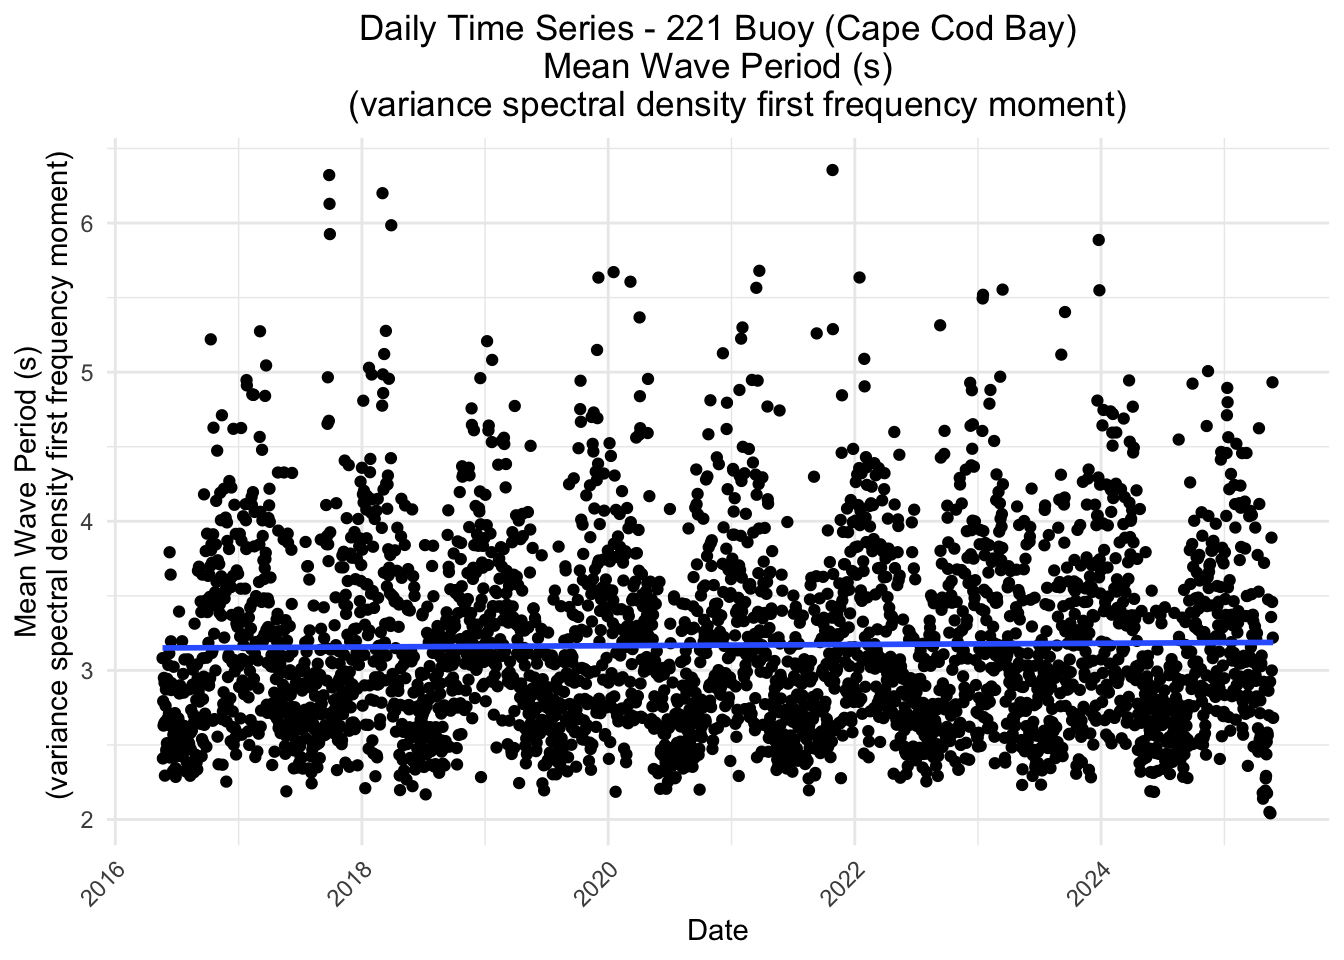 Daily Time Series - 221 Buoy (Cape Cod Bay)
Mean Wave Period (s)
(variance spectral density first frequency moment)
Mean Wave Period (s)
(variance spectral density first frequency moment)
6
5
4
3
2
2016
2018
2020
2022
2024
Date